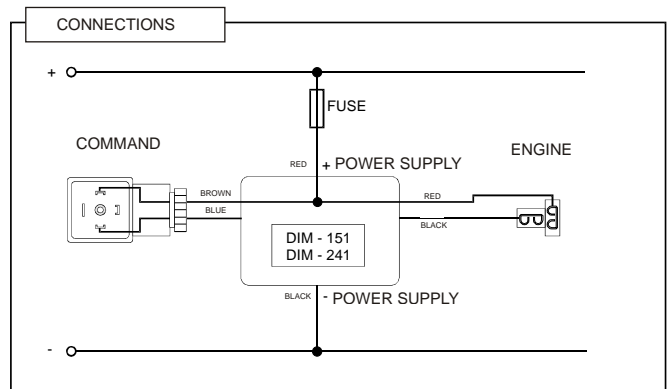 CONNECTIONS
+
FUSE
COMMAND
ENGINE
RED
+ POWER SUPPLY
BROWN
RED
BLUE
BLACK
DIM - 151
DIM - 241
BLACK
- POWER SUPPLY
-